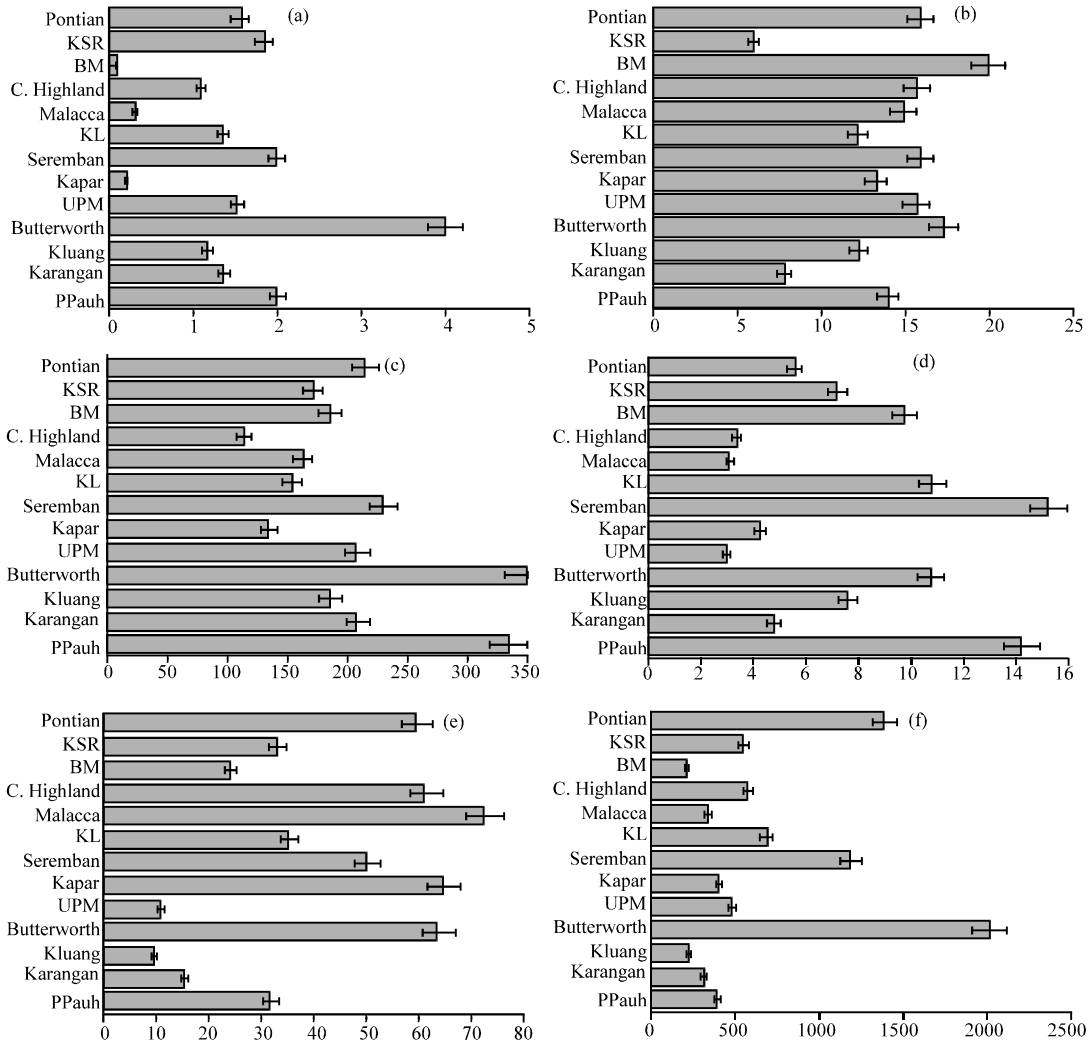 (a)
Pontian
KSR
BM
C. Highland
Malacca
KL
Seremban
Kapar
UPM
Butterworth
Kluang
Karangan
PPauh
0 1 2 3 4 5
(b)
Pontian
KSR
BM
C. Highland
Malacca
KL
Seremban
Kapar
UPM
Butterworth
Kluang
Karangan
PPauh
0 5 10 15 20 25
(c)
Pontian
KSR
BM
C. Highland
Malacca
KL
Seremban
Kapar
UPM
Butterworth
Kluang
Karangan
PPauh
0 50 100 150 200 250 300 350
(d)
Pontian
KSR
BM
C. Highland
Malacca
KL
Seremban
Kapar
UPM
Butterworth
Kluang
Karangan
PPauh
0 2 4 6 8 10 12 14 16
(e)
Pontian
KSR
BM
C. Highland
Malacca
KL
Seremban
Kapar
UPM
Butterworth
Kluang
Karangan
PPauh
0 10 20 30 40 50 60 70 80
(f)
Pontian
KSR
BM
C. Highland
Malacca
KL
Seremban
Kapar
UPM
Butterworth
Kluang
Karangan
PPauh
0 500 1000 1500 2000 2500